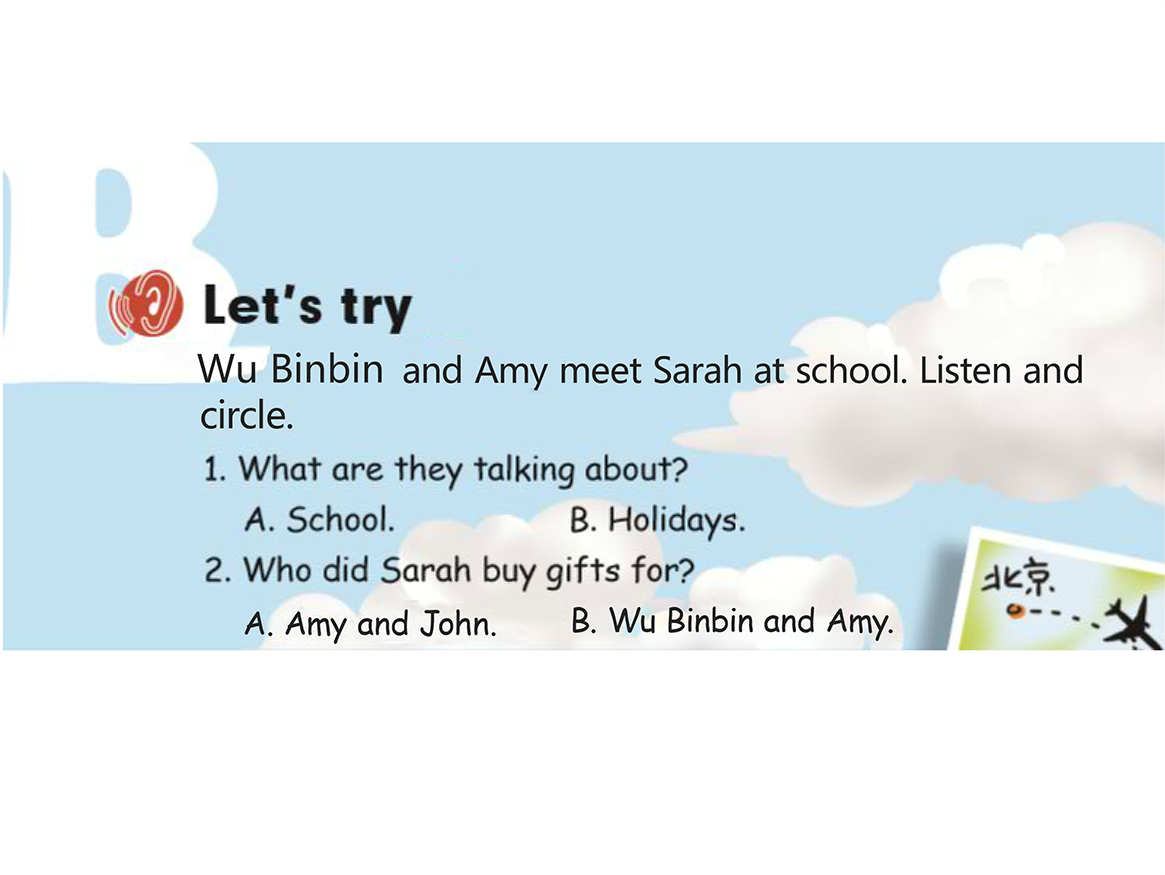 B
Let's try
Wu Binbin and Amy meet Sarah at school. Listen and
circle.
1. What are they talking about?
A. School. B. Holidays.
2. Who did Sarah buy gifts for?
A. Amy and John. B. Wu Binbin and Amy.
北京